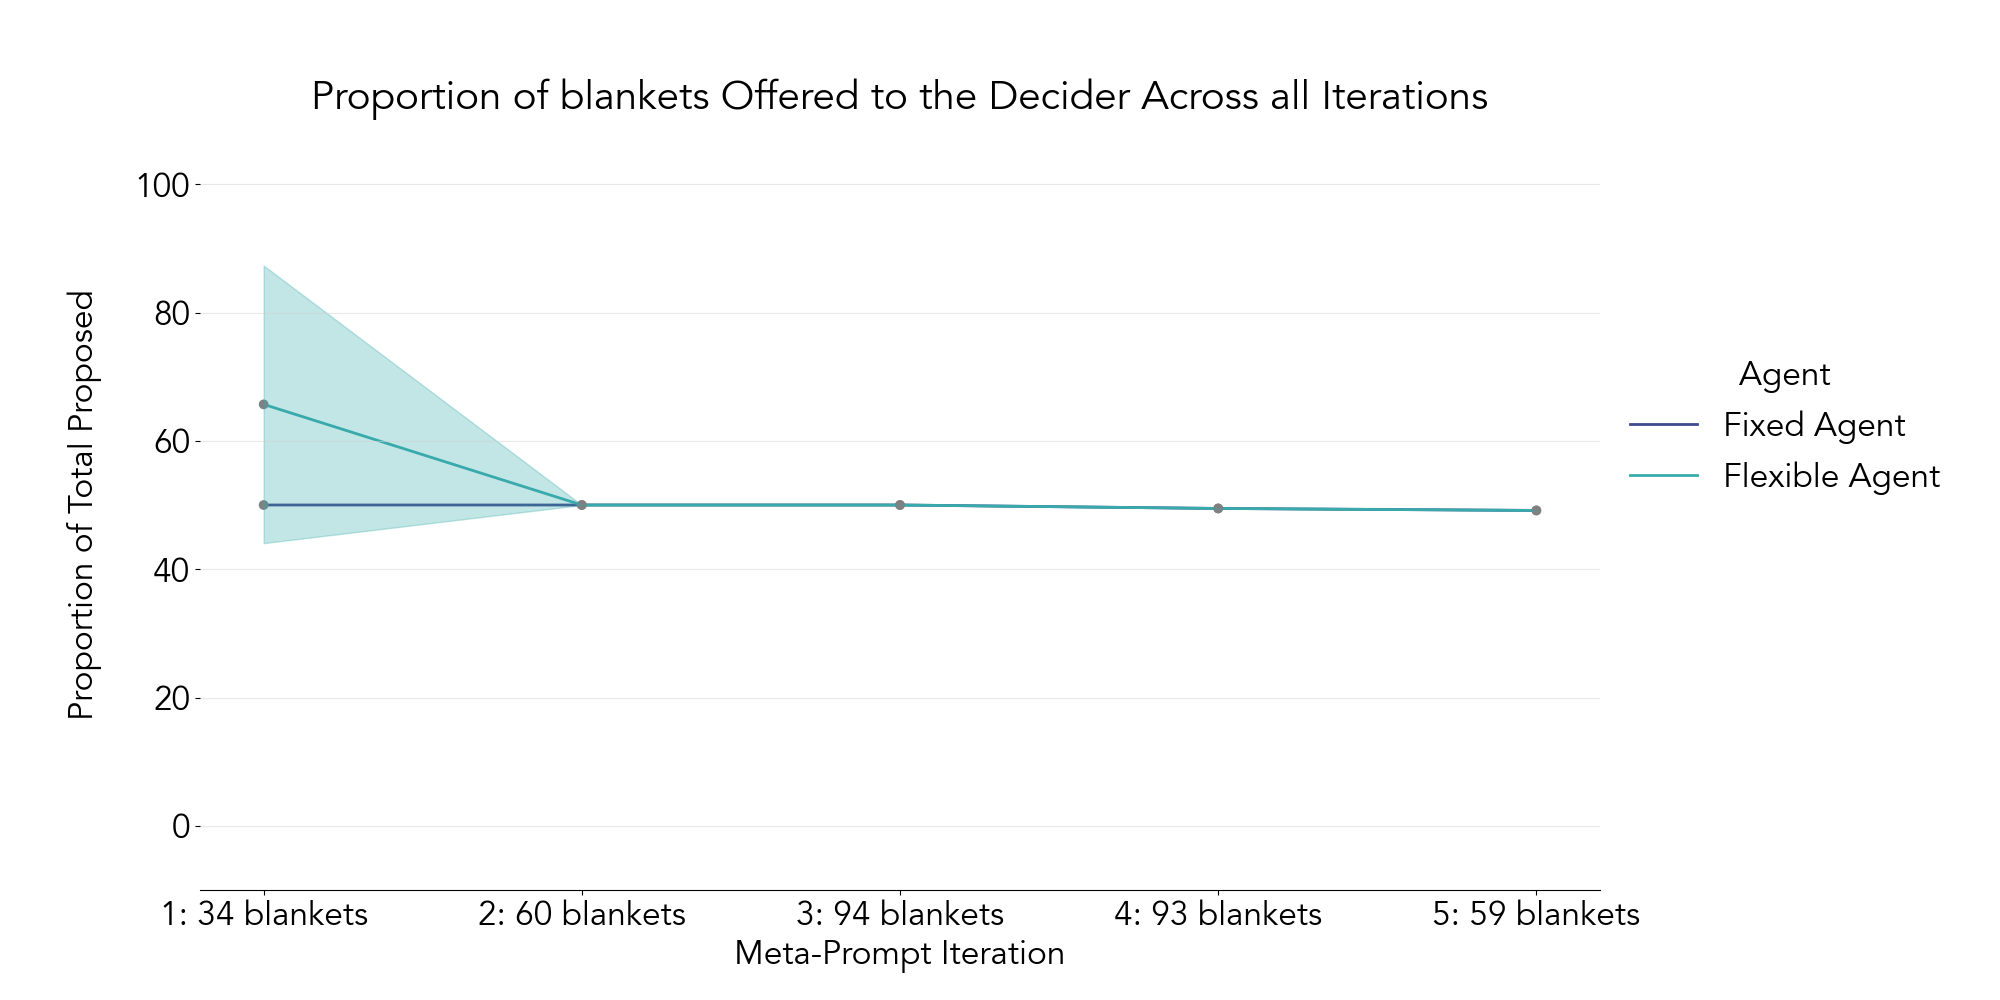 Proportion of blankets Offered to the Decider Across all Iterations
Proportion of Total Proposed
100
80
60
40
20
0
1: 34 blankets
2: 60 blankets
3: 94 blankets
4: 93 blankets
5: 59 blankets
Meta-Prompt Iteration
Agent
Fixed Agent
Flexible Agent